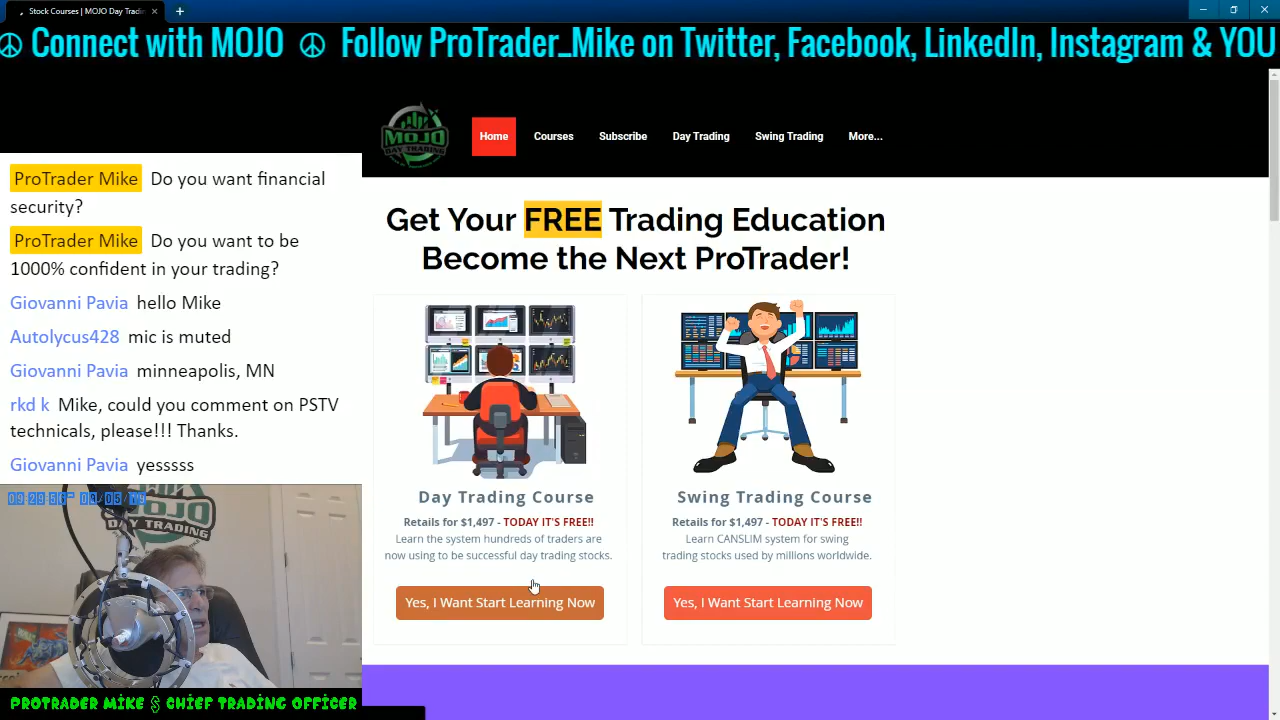 Stock Courses | MOJO Day Tradin
☮ Connect with MOJO ☮ Follow ProTrader_Mike on Twitter, Facebook, LinkedIn, Instagram & YOU
MOJO
DAY TRADING
Home
Courses
Subscribe
Day Trading
Swing Trading
More...
ProTrader Mike Do you want financial
security?
ProTrader Mike Do you want to be
1000% confident in your trading?
Giovanni Pavia hello Mike
Autolycus428 mic is muted
Giovanni Pavia minneapolis, MN
rkd k Mike, could you comment on PSTV
technicals, please!!! Thanks.
Giovanni Pavia yesssss
Get Your FREE Trading Education
Become the Next ProTrader!
Day Trading Course
Retails for $1,497 - TODAY IT'S FREE!!
Learn the system hundreds of traders are
now using to be successful day trading stocks.
Yes, I Want Start Learning Now
Swing Trading Course
Retails for $1,497 - TODAY IT'S FREE!!
Learn CANSLIM system for swing
trading stocks used by millions worldwide.
Yes, I Want Start Learning Now
DAY TRADING
PROTRADER MIKE $ CHIEF TRADING OFFICER